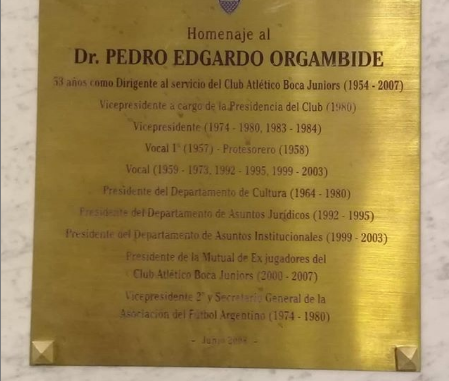 Homenaje al
Dr. PEDRO EDGARDO ORGAMBIDE
53 años como Dirigente al servicio del Club Atlético Boca Juniors (1954 - 2007)
Vicepresidente a cargo de la Presidencia del Club (1980)
Vicepresidente (1974 - 1980, 1983 - 1984)
Vocal 1º (1957) - Protesorero (1958)
Vocal (1959 - 1973, 1992 - 1995, 1999 - 2003)
Presidente del Departamento de Cultura (1964 - 1980)
Presidente del Departamento de Asuntos Jurídicos (1992 - 1995)
Presidente del Departamento de Asuntos Institucionales (1999 - 2003)
Presidente de la Mutual de Ex jugadores del
Club Atlético Boca Juniors (2000 - 2007)
Vicepresidente 2º y Secretario General de la
Asociación del Fútbol Argentino (1974 - 1980)
- Junio -